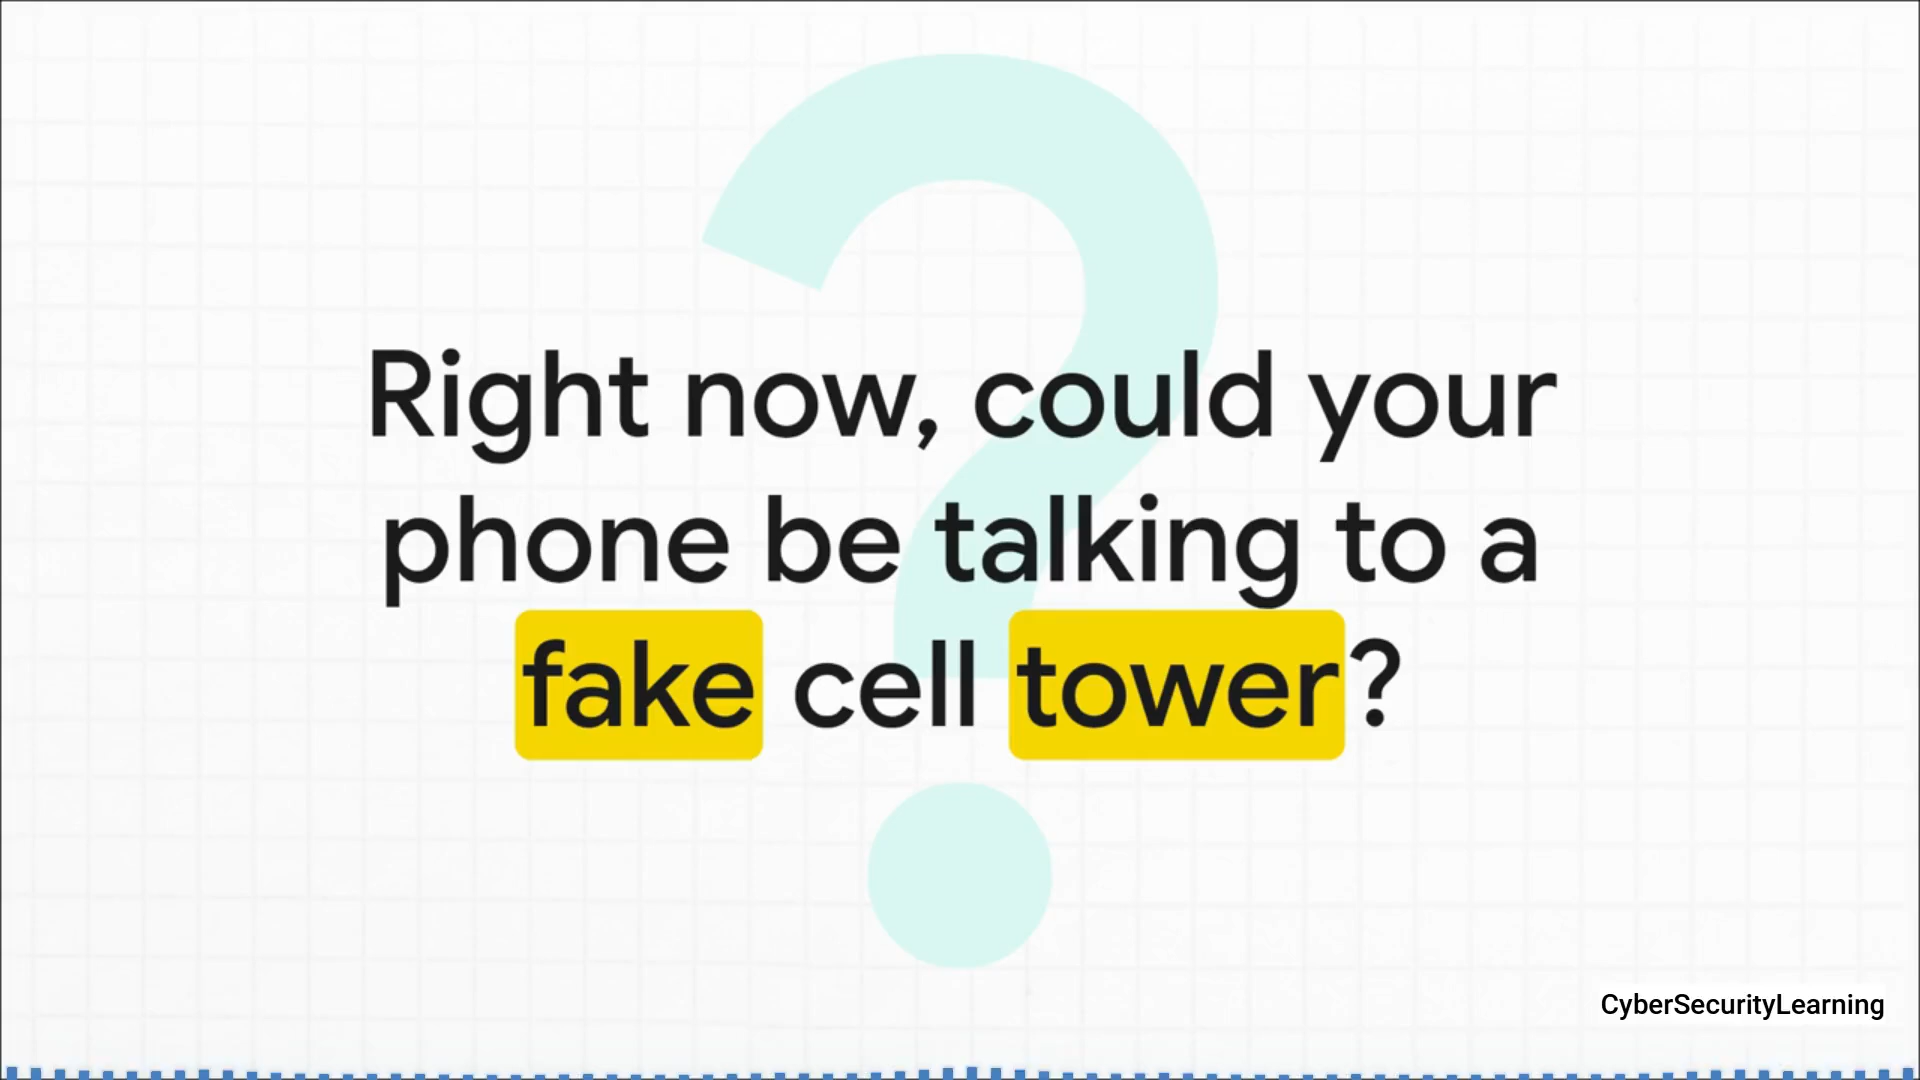 Right now, could your
phone be talking to a
fake cell tower?
CyberSecurityLearning